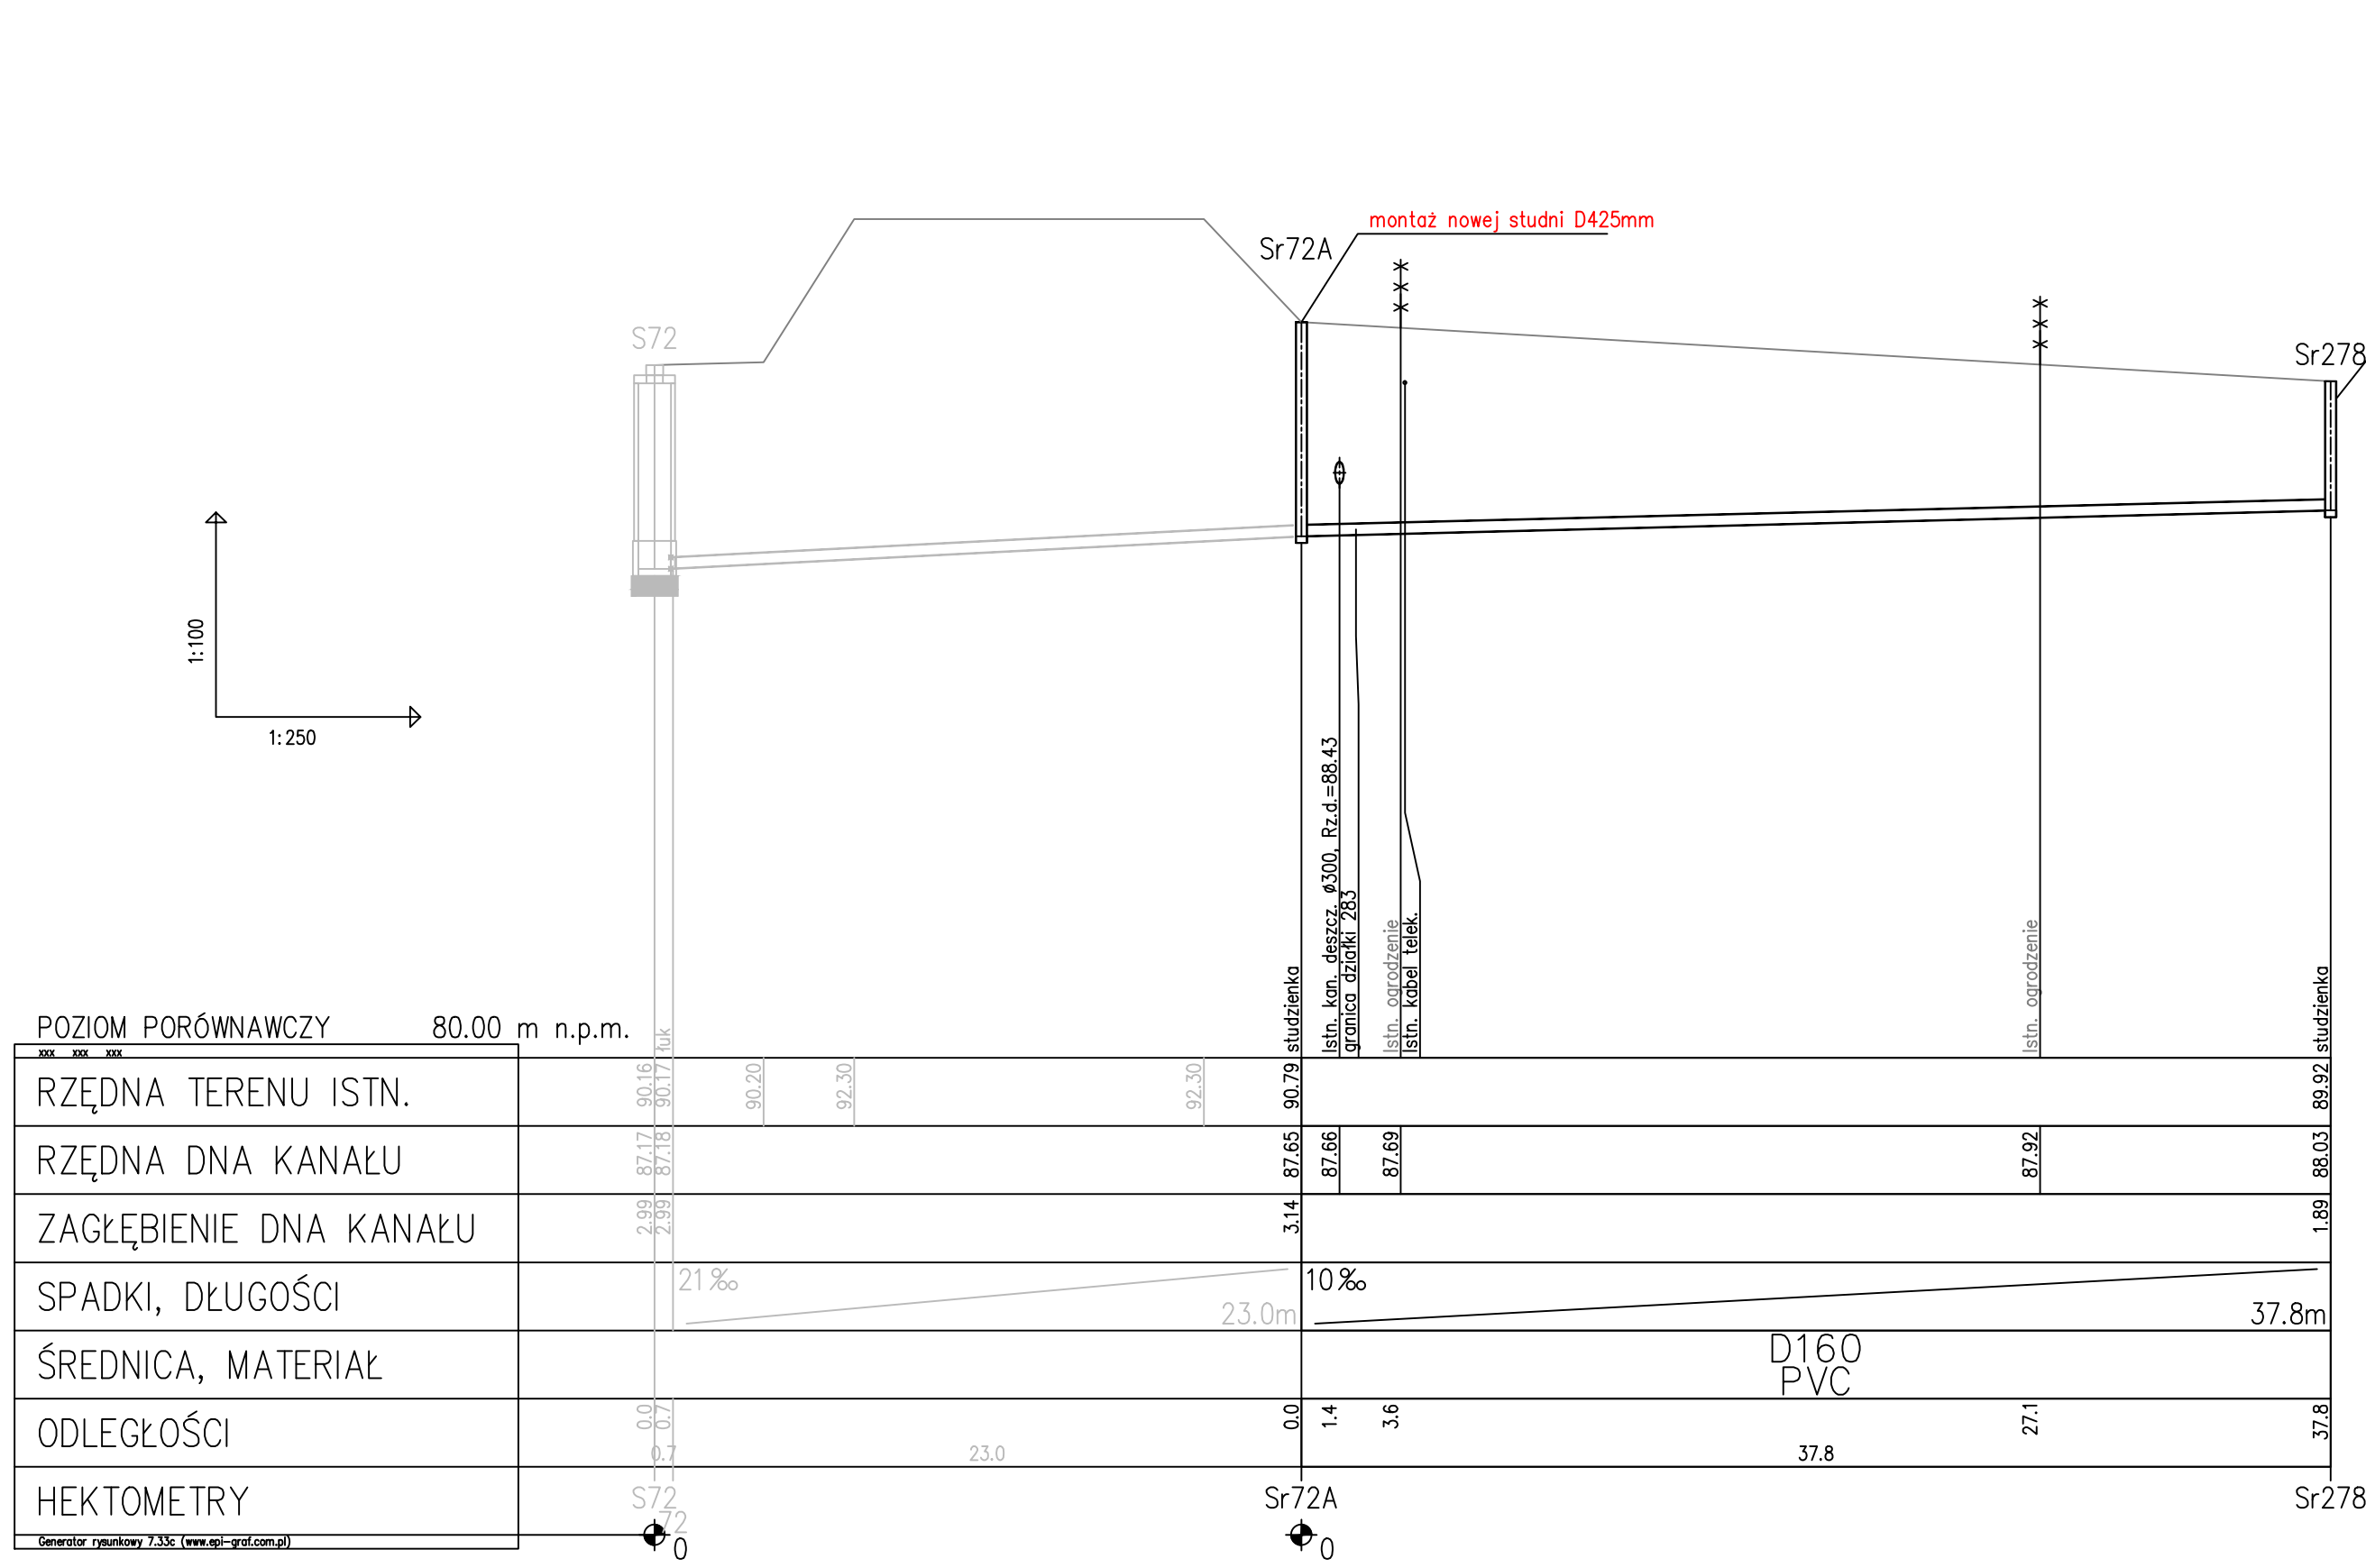 montaż nowej studni D425mm
Sr72A
S72
Sr278
1:100
1:250
studzienka
Istn. kan. deszcz. ø300, Rz.d.=88.43
granica działki 283
Istn. ogrodzenie
Istn. kabel telek.
Istn. ogrodzenie
studzienka
łuk
POZIOM PORÓWNAWCZY 80.00 m n.p.m.
xxx xxx xxx
RZĘDNA TERENU ISTN. 90.16 90.17 90.20 92.30 92.30 90.79 89.92
RZĘDNA DNA KANAŁU 87.17 87.18 87.65 87.66 87.69 87.92 88.03
ZAGŁĘBIENIE DNA KANAŁU 2.99 2.99 3.14 1.89
SPADKI, DŁUGOŚCI 21‰ 23.0m 10‰ 37.8m
ŚREDNICA, MATERIAŁ D160
PVC
ODLEGŁOŚCI 0.0 0.7 0.0 1.4 3.6 27.1 37.8
0.7 23.0 37.8
HEKTOMETRY S72 Sr72A Sr278
72
Generator rysunkowy 7.33c (www.epi-graf.com.pl) 0 0